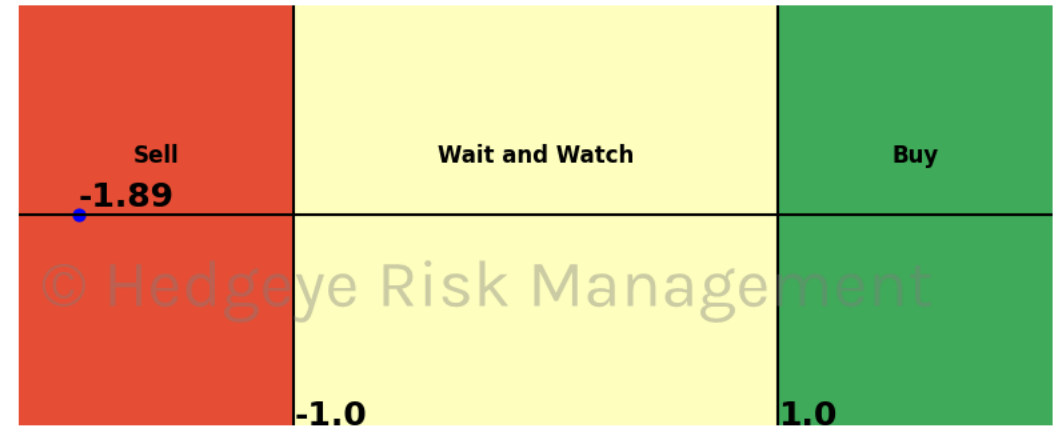 Sell
Wait and Watch
Buy
-1.89
© Hedgeye Risk Management
-1.0
1.0